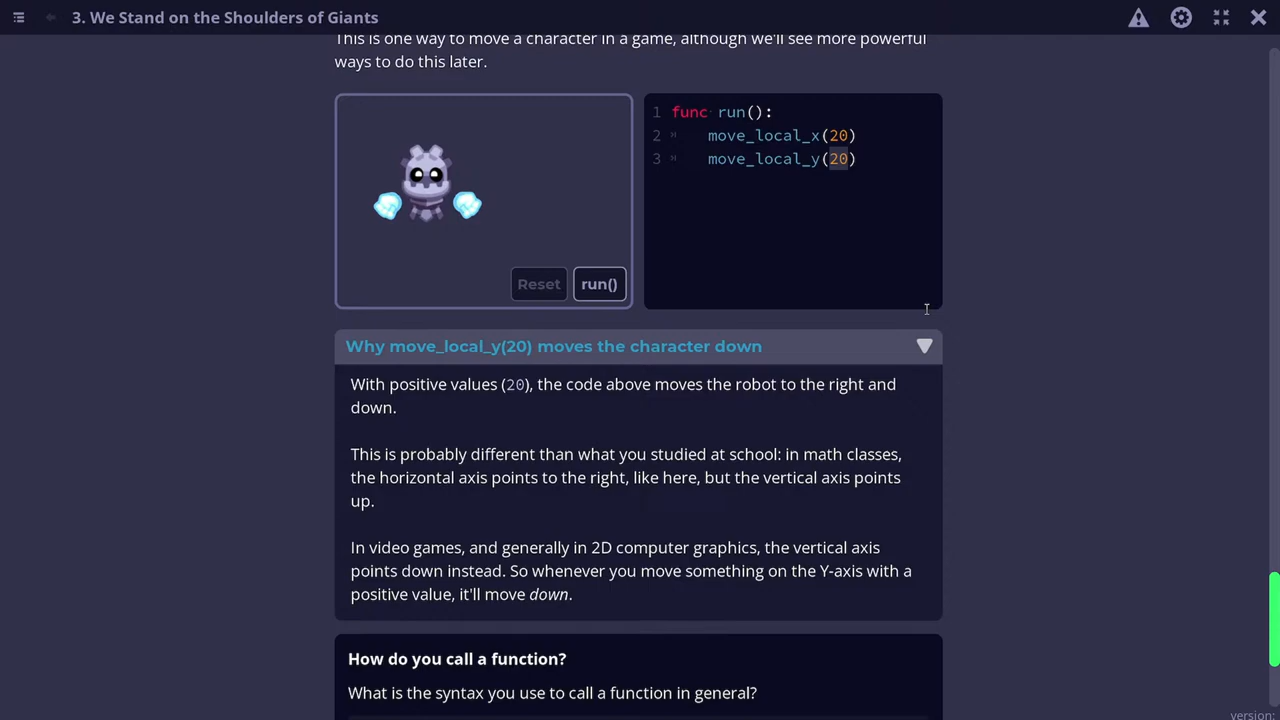 3. We Stand on the Shoulders of Giants
This is one way to move a character in a game, although we'll see more powerful
ways to do this later.
1 func run():
2 move_local_x(20)
3 move_local_y(20)
Reset run()
Why move_local_y(20) moves the character down
With positive values (20), the code above moves the robot to the right and
down.
This is probably different than what you studied at school: in math classes,
the horizontal axis points to the right, like here, but the vertical axis points
up.
In video games, and generally in 2D computer graphics, the vertical axis
points down instead. So whenever you move something on the Y-axis with a
positive value, it'll move down.
How do you call a function?
What is the syntax you use to call a function in general?
version: